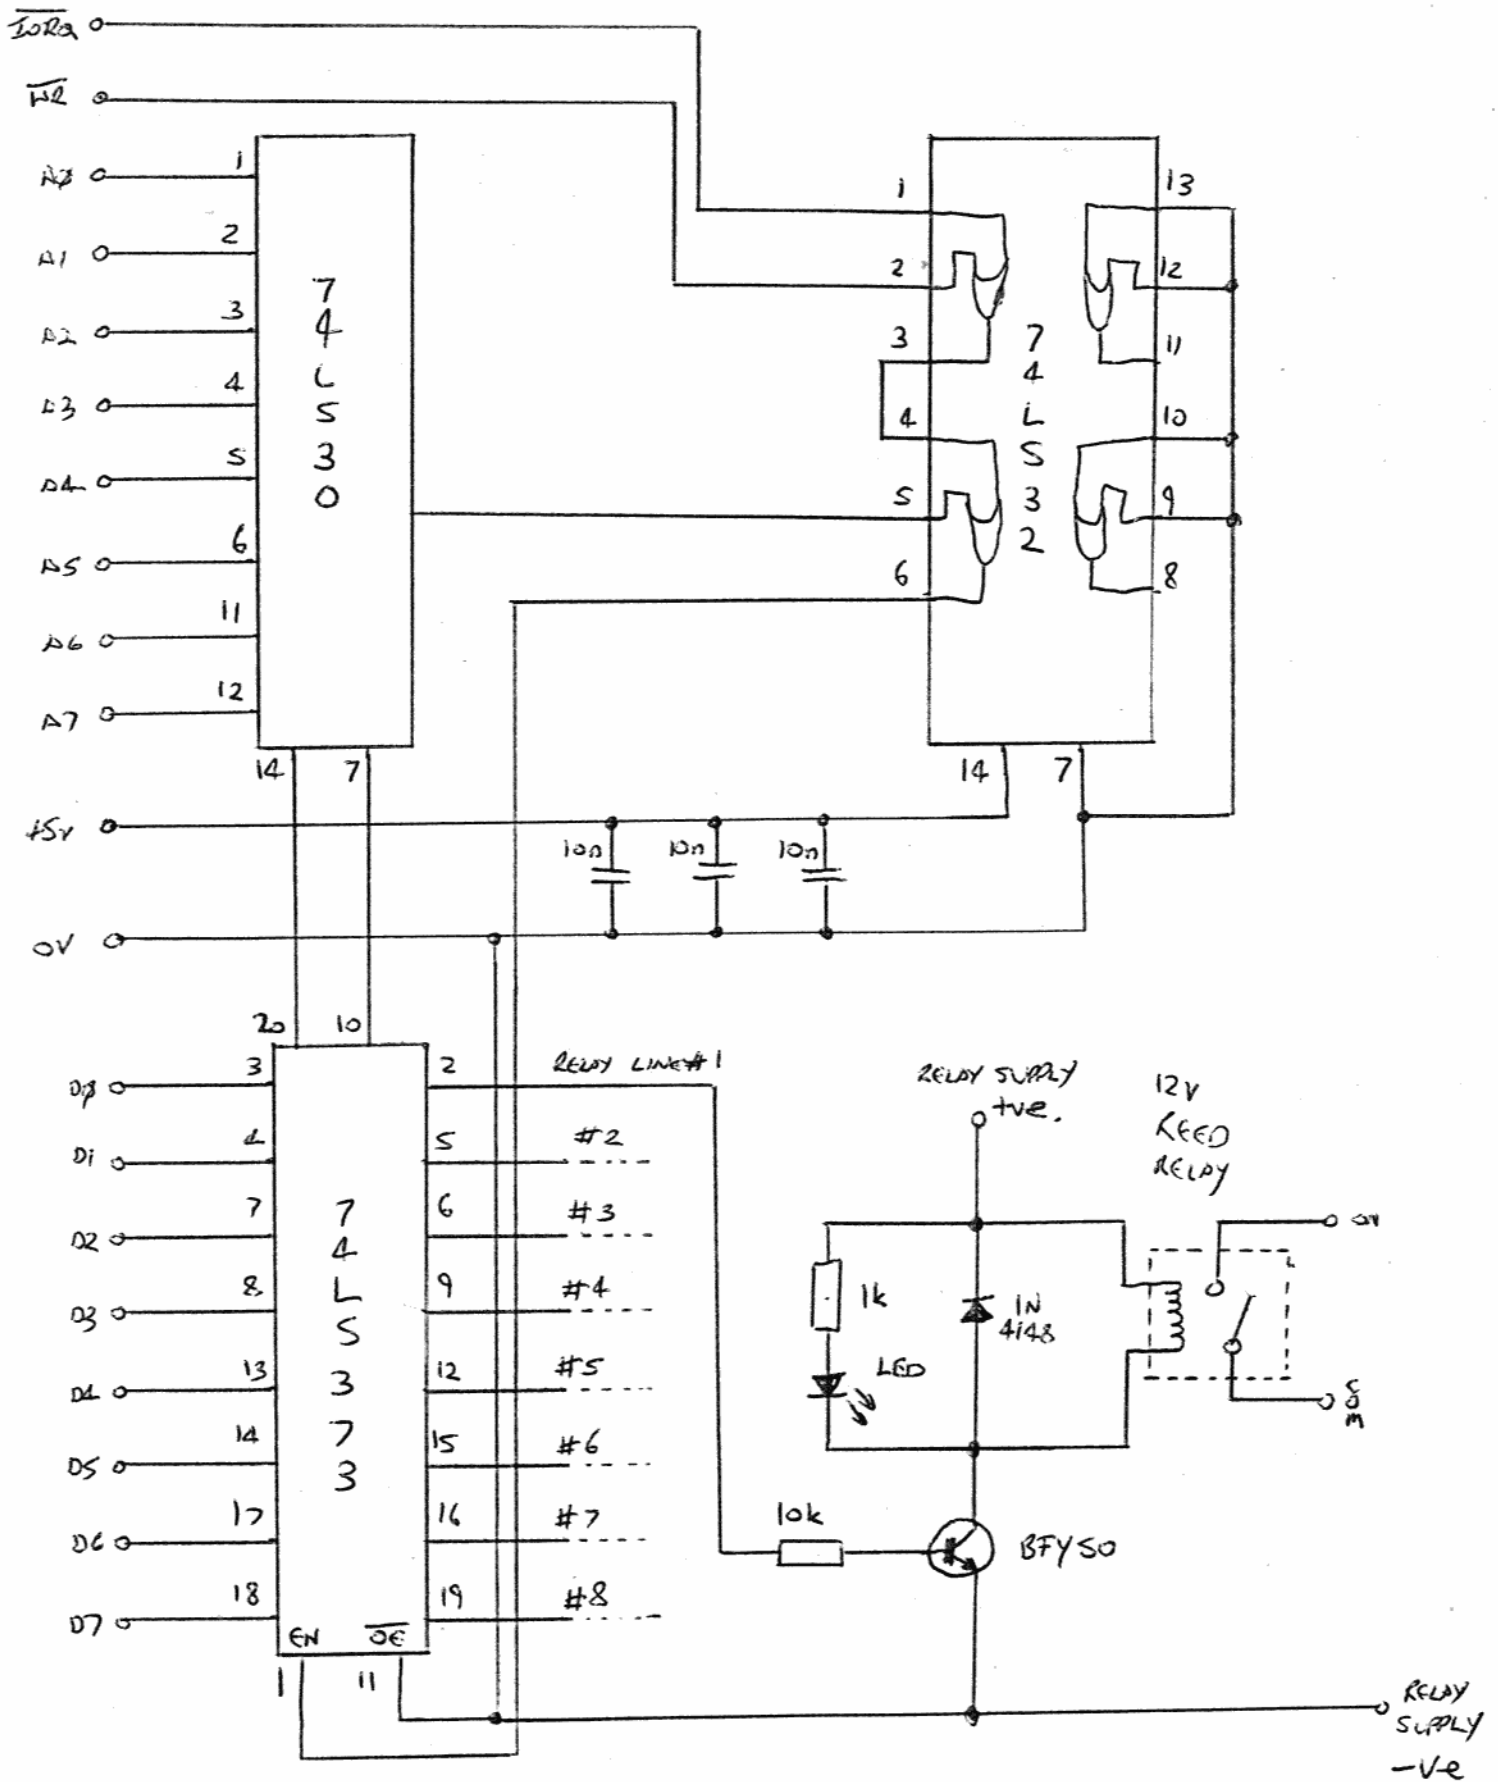 IORQ
WR
A0 1
A1 2
A2 3
A3 4
A4 5
A5 6
A6 11
A7 12
74LS30
14 7
1
2
3
4
5
6
74LS32
13
12
11
10
9
8
14 7
+5v
10n 10n 10n
0V
20 10
D0 3
D1 4
D2 7
D3 8
D4 13
D5 14
D6 17
D7 18
74LS373
2 RELAY LINE #1
5 #2
6 #3
9 #4
12 #5
15 #6
16 #7
19 #8
EN OE
1 11
RELAY SUPPLY
+ve.
12V
REED
RELAY
1k
LED
1N
4148
COM
10k
BFY50
RELAY
SUPPLY
-ve